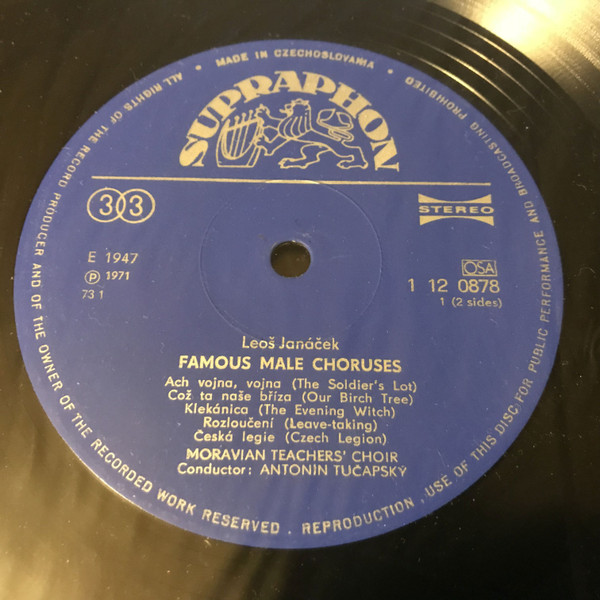 • MADE IN CZECHOSLOVAKIA •
SUPRAPHON
33
STEREO
E 1947
Ⓟ 1971
73 1
OSA
1 12 0878
1 (2 sides)
Leoš Janáček
FAMOUS MALE CHORUSES
Ach vojna, vojna (The Soldier's Lot)
Což ta naše bříza (Our Birch Tree)
Klekánica (The Evening Witch)
Rozloučení (Leave-taking)
Česká legie (Czech Legion)
MORAVIAN TEACHERS' CHOIR
Conductor: ANTONÍN TUČAPSKÝ
ALL RIGHTS OF THE RECORD PRODUCER AND OF THE OWNER OF THE RECORDED WORK RESERVED . REPRODUCTION , USE OF THIS DISC FOR PUBLIC PERFORMANCE AND BROADCASTING PROHIBITED